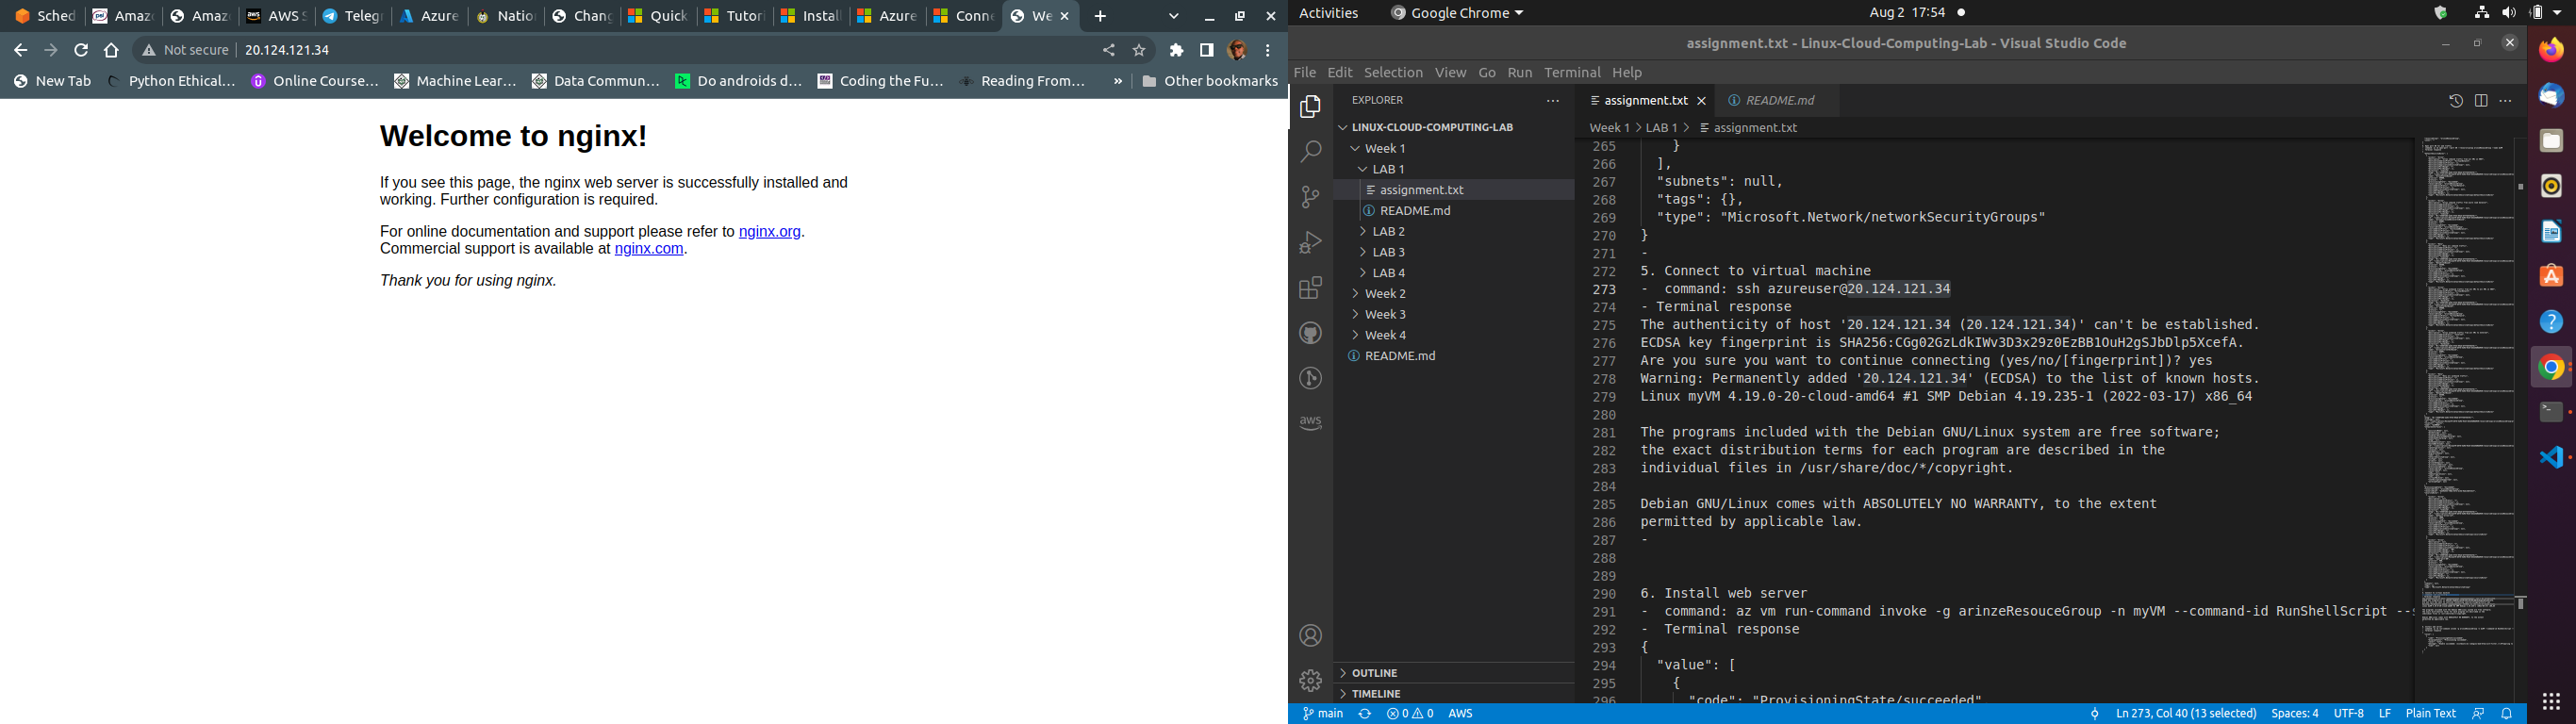 Sched
Amaz
Amaz
AWS S
Telegr
Azure
Nation
Chang
Quick
Tutori
Instal
Azure
Conne
We
Not secure
20.124.121.34
New Tab
Python Ethical...
Online Course...
Machine Lear...
Data Commun...
Do androids d...
Coding the Fu...
Reading From...
»
Other bookmarks
Welcome to nginx!
If you see this page, the nginx web server is successfully installed and
working. Further configuration is required.
For online documentation and support please refer to nginx.org.
Commercial support is available at nginx.com.
Thank you for using nginx.
Activities
Google Chrome
Aug 2 17:54
assignment.txt - Linux-Cloud-Computing-Lab - Visual Studio Code
File Edit Selection View Go Run Terminal Help
EXPLORER
LINUX-CLOUD-COMPUTING-LAB
Week 1
LAB 1
assignment.txt
README.md
LAB 2
LAB 3
LAB 4
Week 2
Week 3
Week 4
README.md
OUTLINE
TIMELINE
aws
assignment.txt
README.md
Week 1 > LAB 1 > assignment.txt
265 }
266 ],
267 "subnets": null,
268 "tags": {},
269 "type": "Microsoft.Network/networkSecurityGroups"
270 }
271 -
272 5. Connect to virtual machine
273 - command: ssh azureuser@20.124.121.34
274 - Terminal response
275 The authenticity of host '20.124.121.34 (20.124.121.34)' can't be established.
276 ECDSA key fingerprint is SHA256:CGg02GzLdkIWv3D3x29z0EzBB1OuH2gSJbDlp5XcefA.
277 Are you sure you want to continue connecting (yes/no/[fingerprint])? yes
278 Warning: Permanently added '20.124.121.34' (ECDSA) to the list of known hosts.
279 Linux myVM 4.19.0-20-cloud-amd64 #1 SMP Debian 4.19.235-1 (2022-03-17) x86_64
280
281 The programs included with the Debian GNU/Linux system are free software;
282 the exact distribution terms for each program are described in the
283 individual files in /usr/share/doc/*/copyright.
284
285 Debian GNU/Linux comes with ABSOLUTELY NO WARRANTY, to the extent
286 permitted by applicable law.
287 -
288
289
290 6. Install web server
291 - command: az vm run-command invoke -g arinzeResouceGroup -n myVM --command-id RunShellScript --s
292 - Terminal response
293 {
294 "value": [
295 {
296 "code": "ProvisioningState/succeeded"
main
0 0
AWS
Ln 273, Col 40 (13 selected)
Spaces: 4
UTF-8
LF
Plain Text